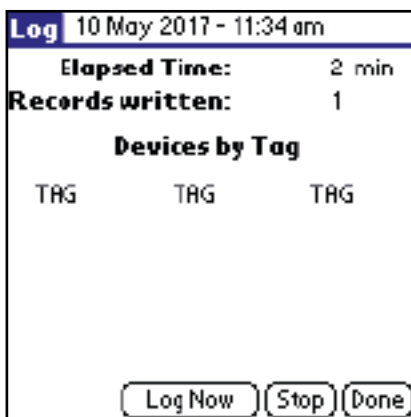 Log 10 May 2017 - 11:34 am
Elapsed Time: 2 min
Records written: 1
Devices by Tag
TAG TAG TAG
Log Now Stop Done